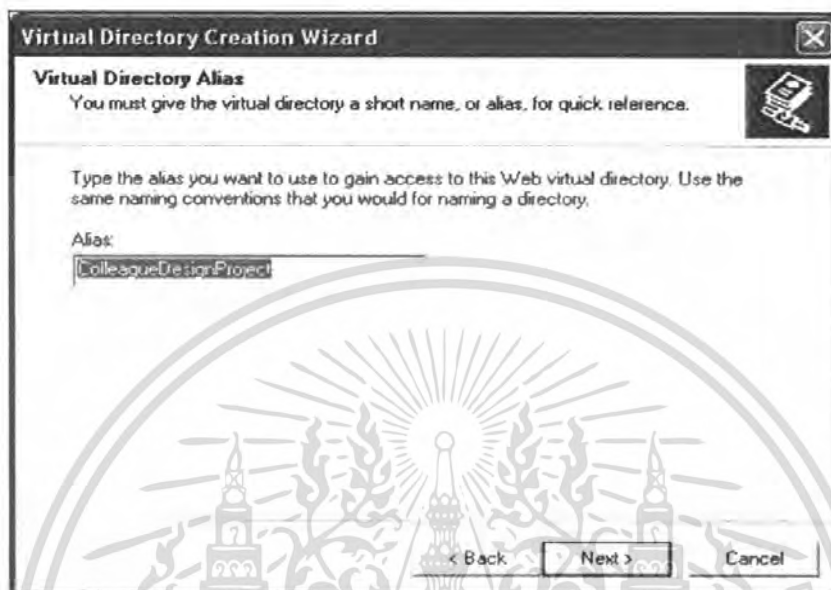 Virtual Directory Creation Wizard
Virtual Directory Alias
You must give the virtual directory a short name, or alias, for quick reference.
Type the alias you want to use to gain access to this Web virtual directory. Use the
same naming conventions that you would for naming a directory.
Alias:
ColleagueDesignProject
< Back Next > Cancel